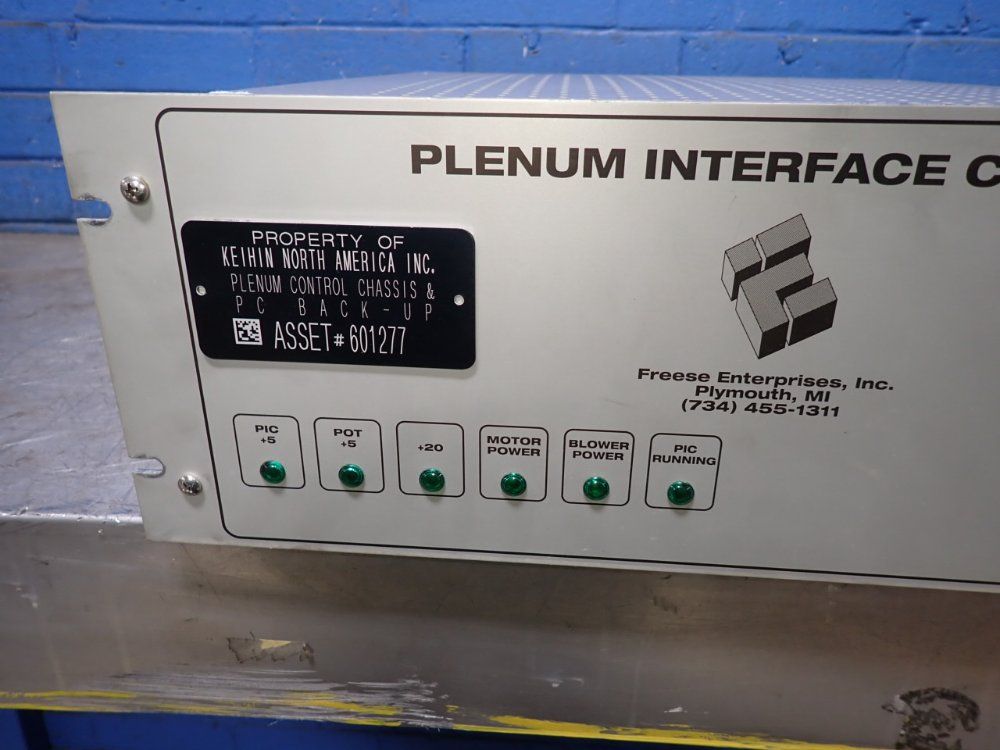 PLENUM INTERFACE C
PROPERTY OF
KEIHIN NORTH AMERICA INC.
PLENUM CONTROL CHASSIS &
PC BACK-UP
ASSET# 601277
Freese Enterprises, Inc.
Plymouth, MI
(734) 455-1311
PIC
+5
POT
+5
+20
MOTOR
POWER
BLOWER
POWER
PIC
RUNNING